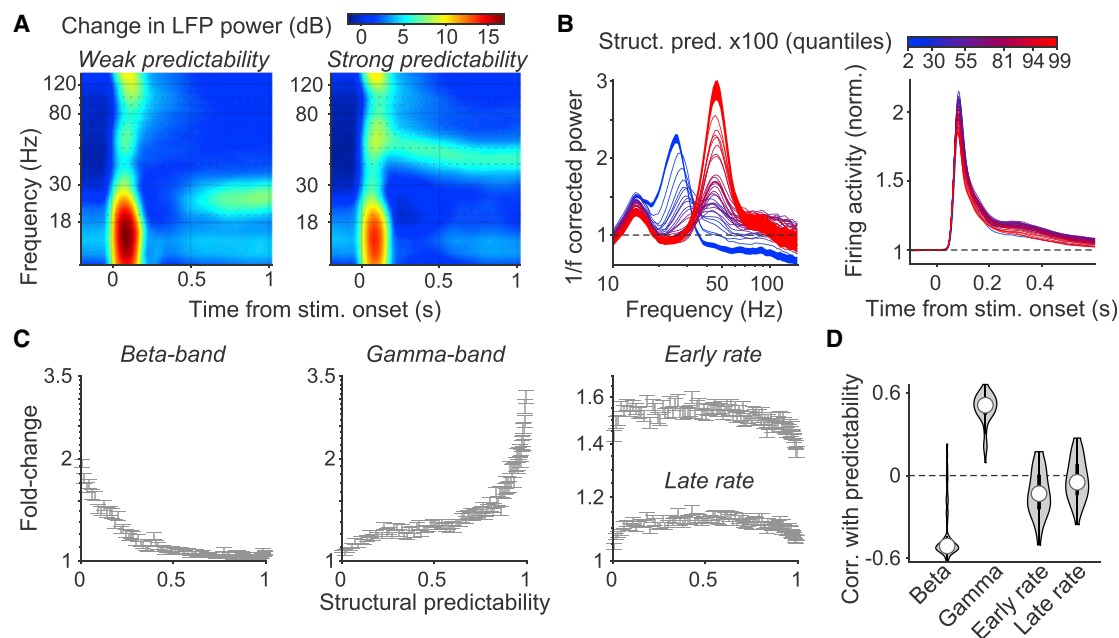 A
Change in LFP power (dB)
0 5 10 15
Weak predictability
Strong predictability
Frequency (Hz)
120
80
30
18
120
80
30
18
0 0.5 1
0 0.5 1
Time from stim. onset (s)
B
Struct. pred. x100 (quantiles)
2 30 55 81 94 99
1/f corrected power
3
2
1
10 50 100
Frequency (Hz)
Firing activity (norm.)
2
1.5
1
0 0.2 0.4
Time from stim. onset (s)
C
Beta-band
Gamma-band
Early rate
Late rate
Fold-change
3.5
2
1
0 0.5 1
3.5
2
1
0 0.5 1
1.6
1.4
1.2
1
0 0.5 1
Structural predictability
D
Corr. with predictability
0.6
0
-0.6
Beta
Gamma
Early rate
Late rate